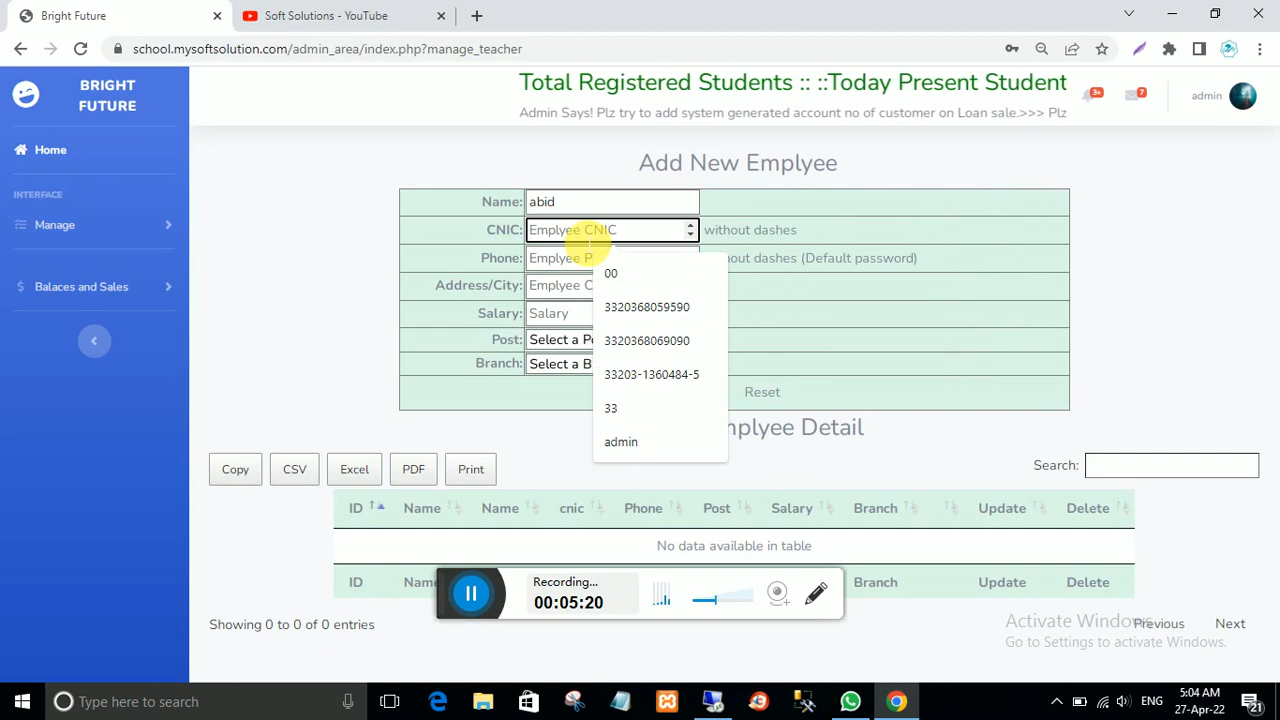 Bright Future
Soft Solutions - YouTube
school.mysoftsolution.com/admin_area/index.php?manage_teacher
BRIGHT
FUTURE
Total Registered Students :: ::Today Present Student
Admin Says! Plz try to add system generated account no of customer on Loan sale.>>> Plz
3+
7
admin
Home
INTERFACE
Manage
Balaces and Sales
Add New Emplyee
Name:
abid
CNIC:
Emplyee CNIC
without dashes
Phone:
Emplyee P
out dashes (Default password)
Address/City:
Emplyee C
Salary:
Salary
Post:
Select a Po
Branch:
Select a B
Reset
00
3320368059590
3320368069090
33203-1360484-5
33
admin
mplyee Detail
Copy
CSV
Excel
PDF
Print
Search:
ID
Name
Name
cnic
Phone
Post
Salary
Branch
Update
Delete
No data available in table
ID
Name
Branch
Update
Delete
Recording...
00:05:20
Showing 0 to 0 of 0 entries
Previous
Next
Activate Windows
Go to Settings to activate Windows.
Type here to search
ENG
5:04 AM
27-Apr-22
21